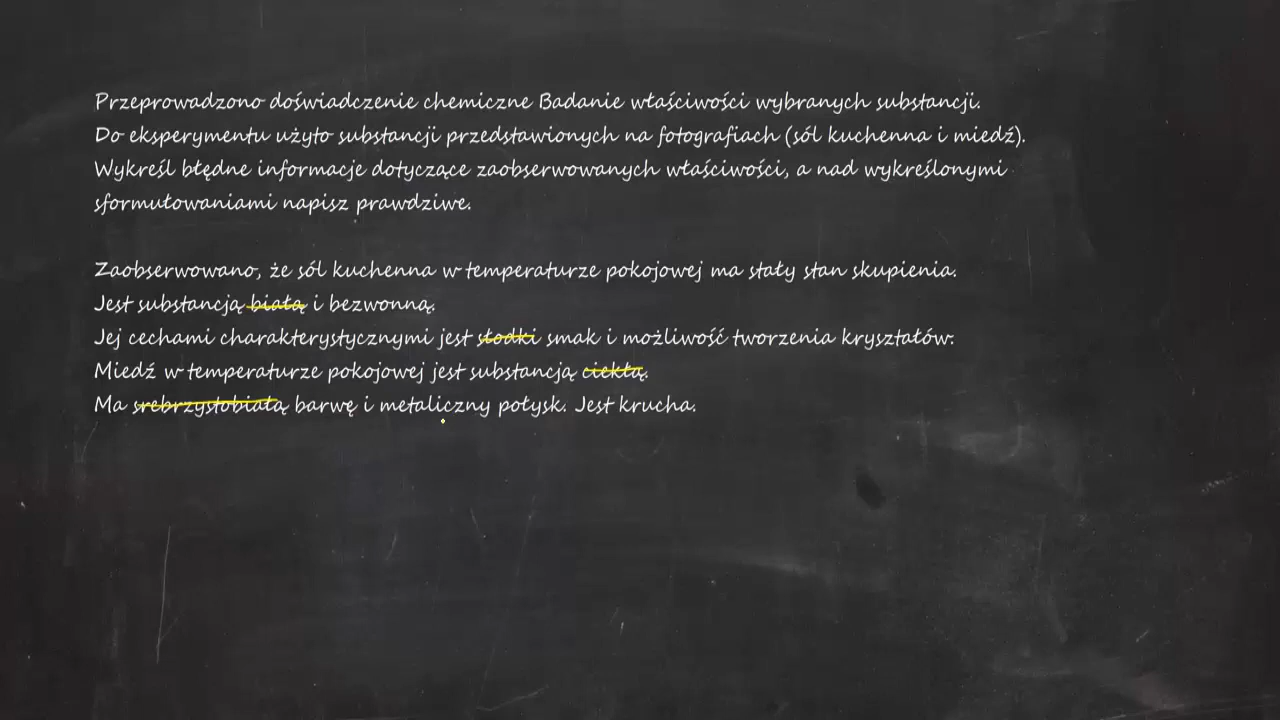 Przeprowadzono doświadczenie chemiczne Badanie właściwości wybranych substancji.
Do eksperymentu użyto substancji przedstawionych na fotografiach (sól kuchenna i miedź).
Wykreśl błędne informacje dotyczące zaobserwowanych właściwości, a nad wykreślonymi
sformułowaniami napisz prawdziwe.
Zaobserwowano, że sól kuchenna w temperaturze pokojowej ma stały stan skupienia.
Jest substancją białą i bezwonną.
Jej cechami charakterystycznymi jest słodki smak i możliwość tworzenia kryształów.
Miedź w temperaturze pokojowej jest substancją ciekłą.
Ma srebrzystobiałą barwę i metaliczny połysk. Jest krucha.